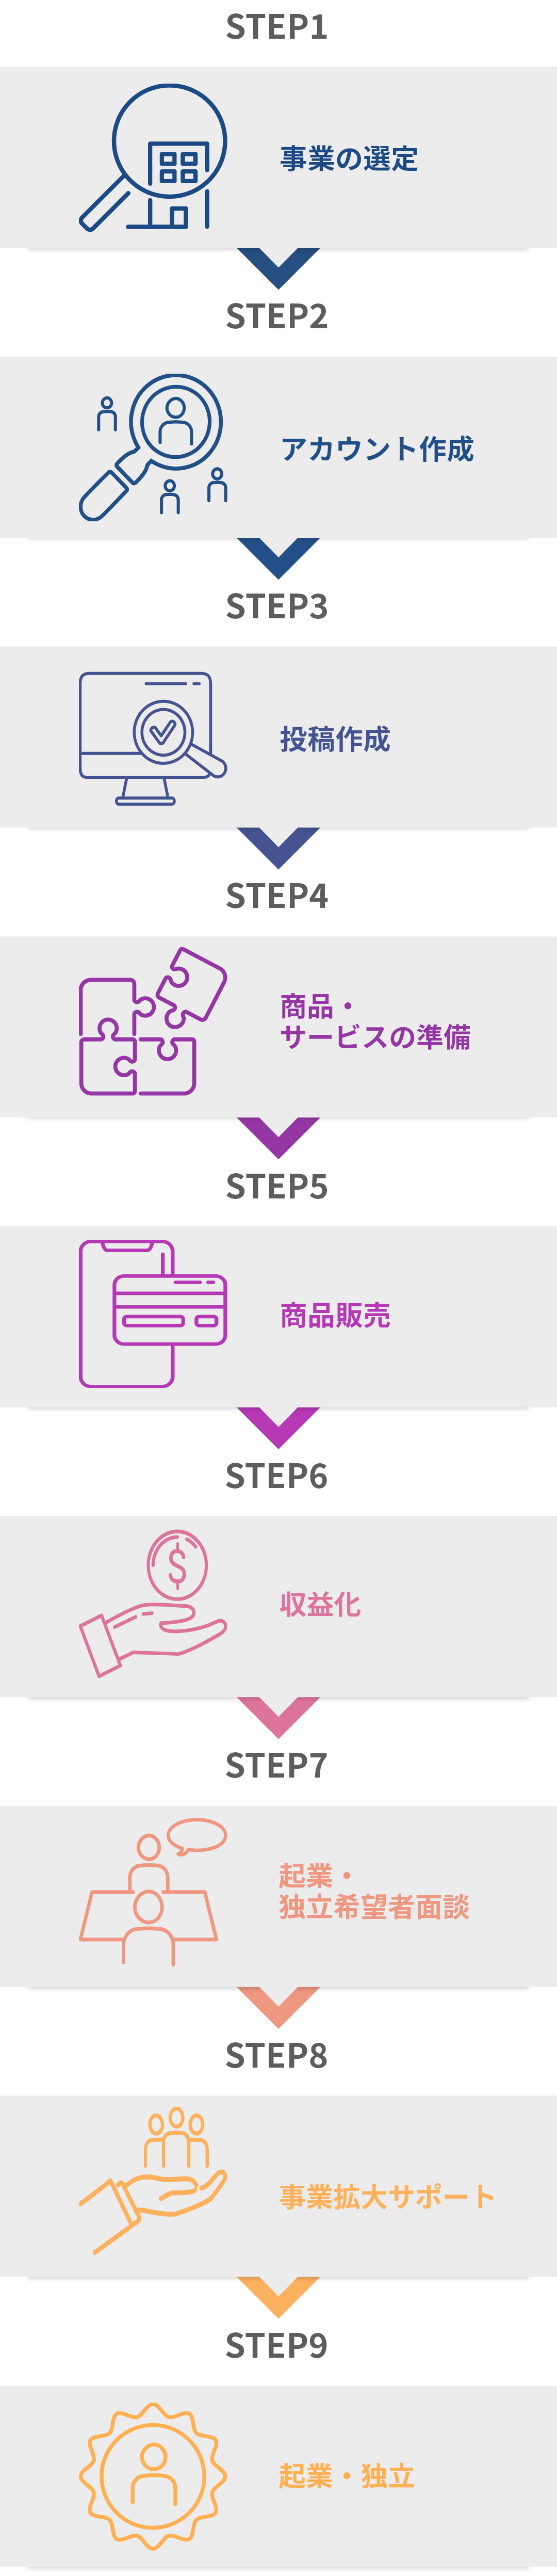 STEP1
事業の選定
STEP2
アカウント作成
STEP3
投稿作成
STEP4
商品・
サービスの準備
STEP5
商品販売
STEP6
$
収益化
STEP7
起業・
独立希望者面談
STEP8
事業拡大サポート
STEP9
起業・独立